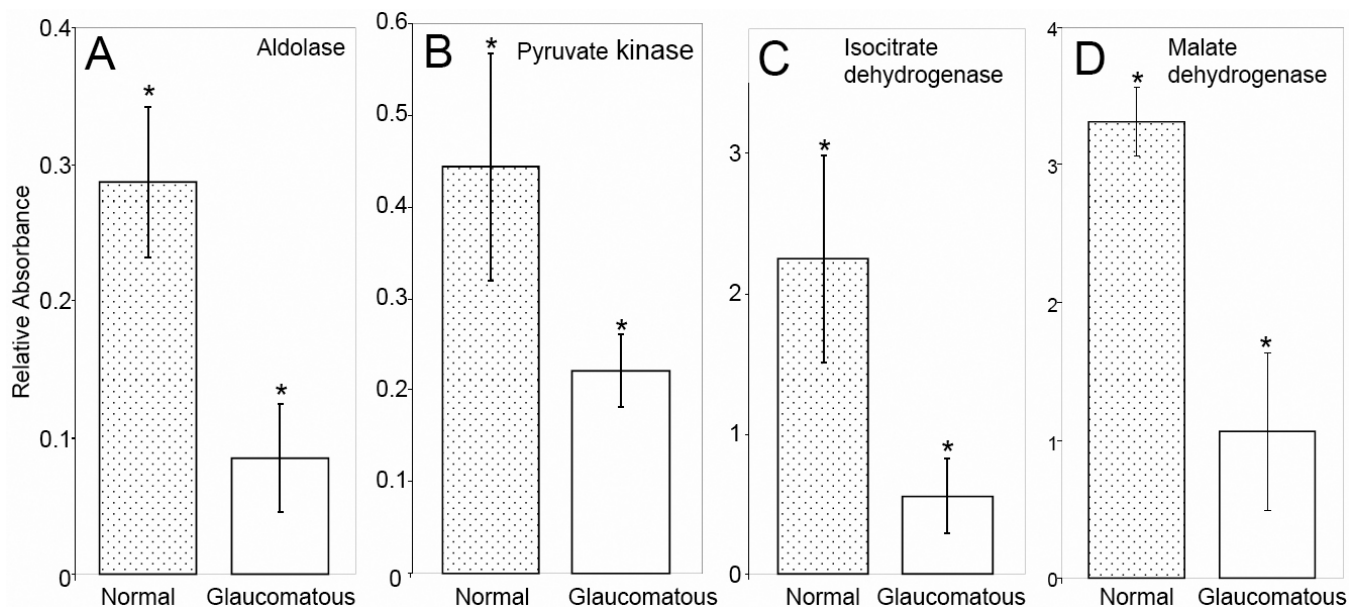 Relative Absorbance
A
Aldolase
0.4
0.3
0.2
0.1
0
*
*
Normal
Glaucomatous
B
Pyruvate kinase
0.6
0.5
0.4
0.3
0.2
0.1
0
*
*
Normal
Glaucomatous
C
Isocitrate
dehydrogenase
3
2
1
0
*
*
Normal
Glaucomatous
D
Malate
dehydrogenase
4
3
2
1
0
*
*
Normal
Glaucomatous